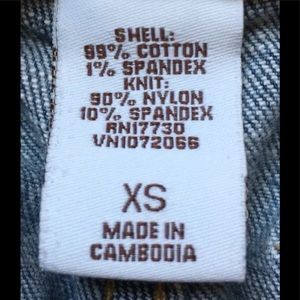 SHELL:
99% COTTON
1% SPANDEX
KNIT:
90% NYLON
10% SPANDEX
RN17730
VN1072066
XS
MADE IN
CAMBODIA